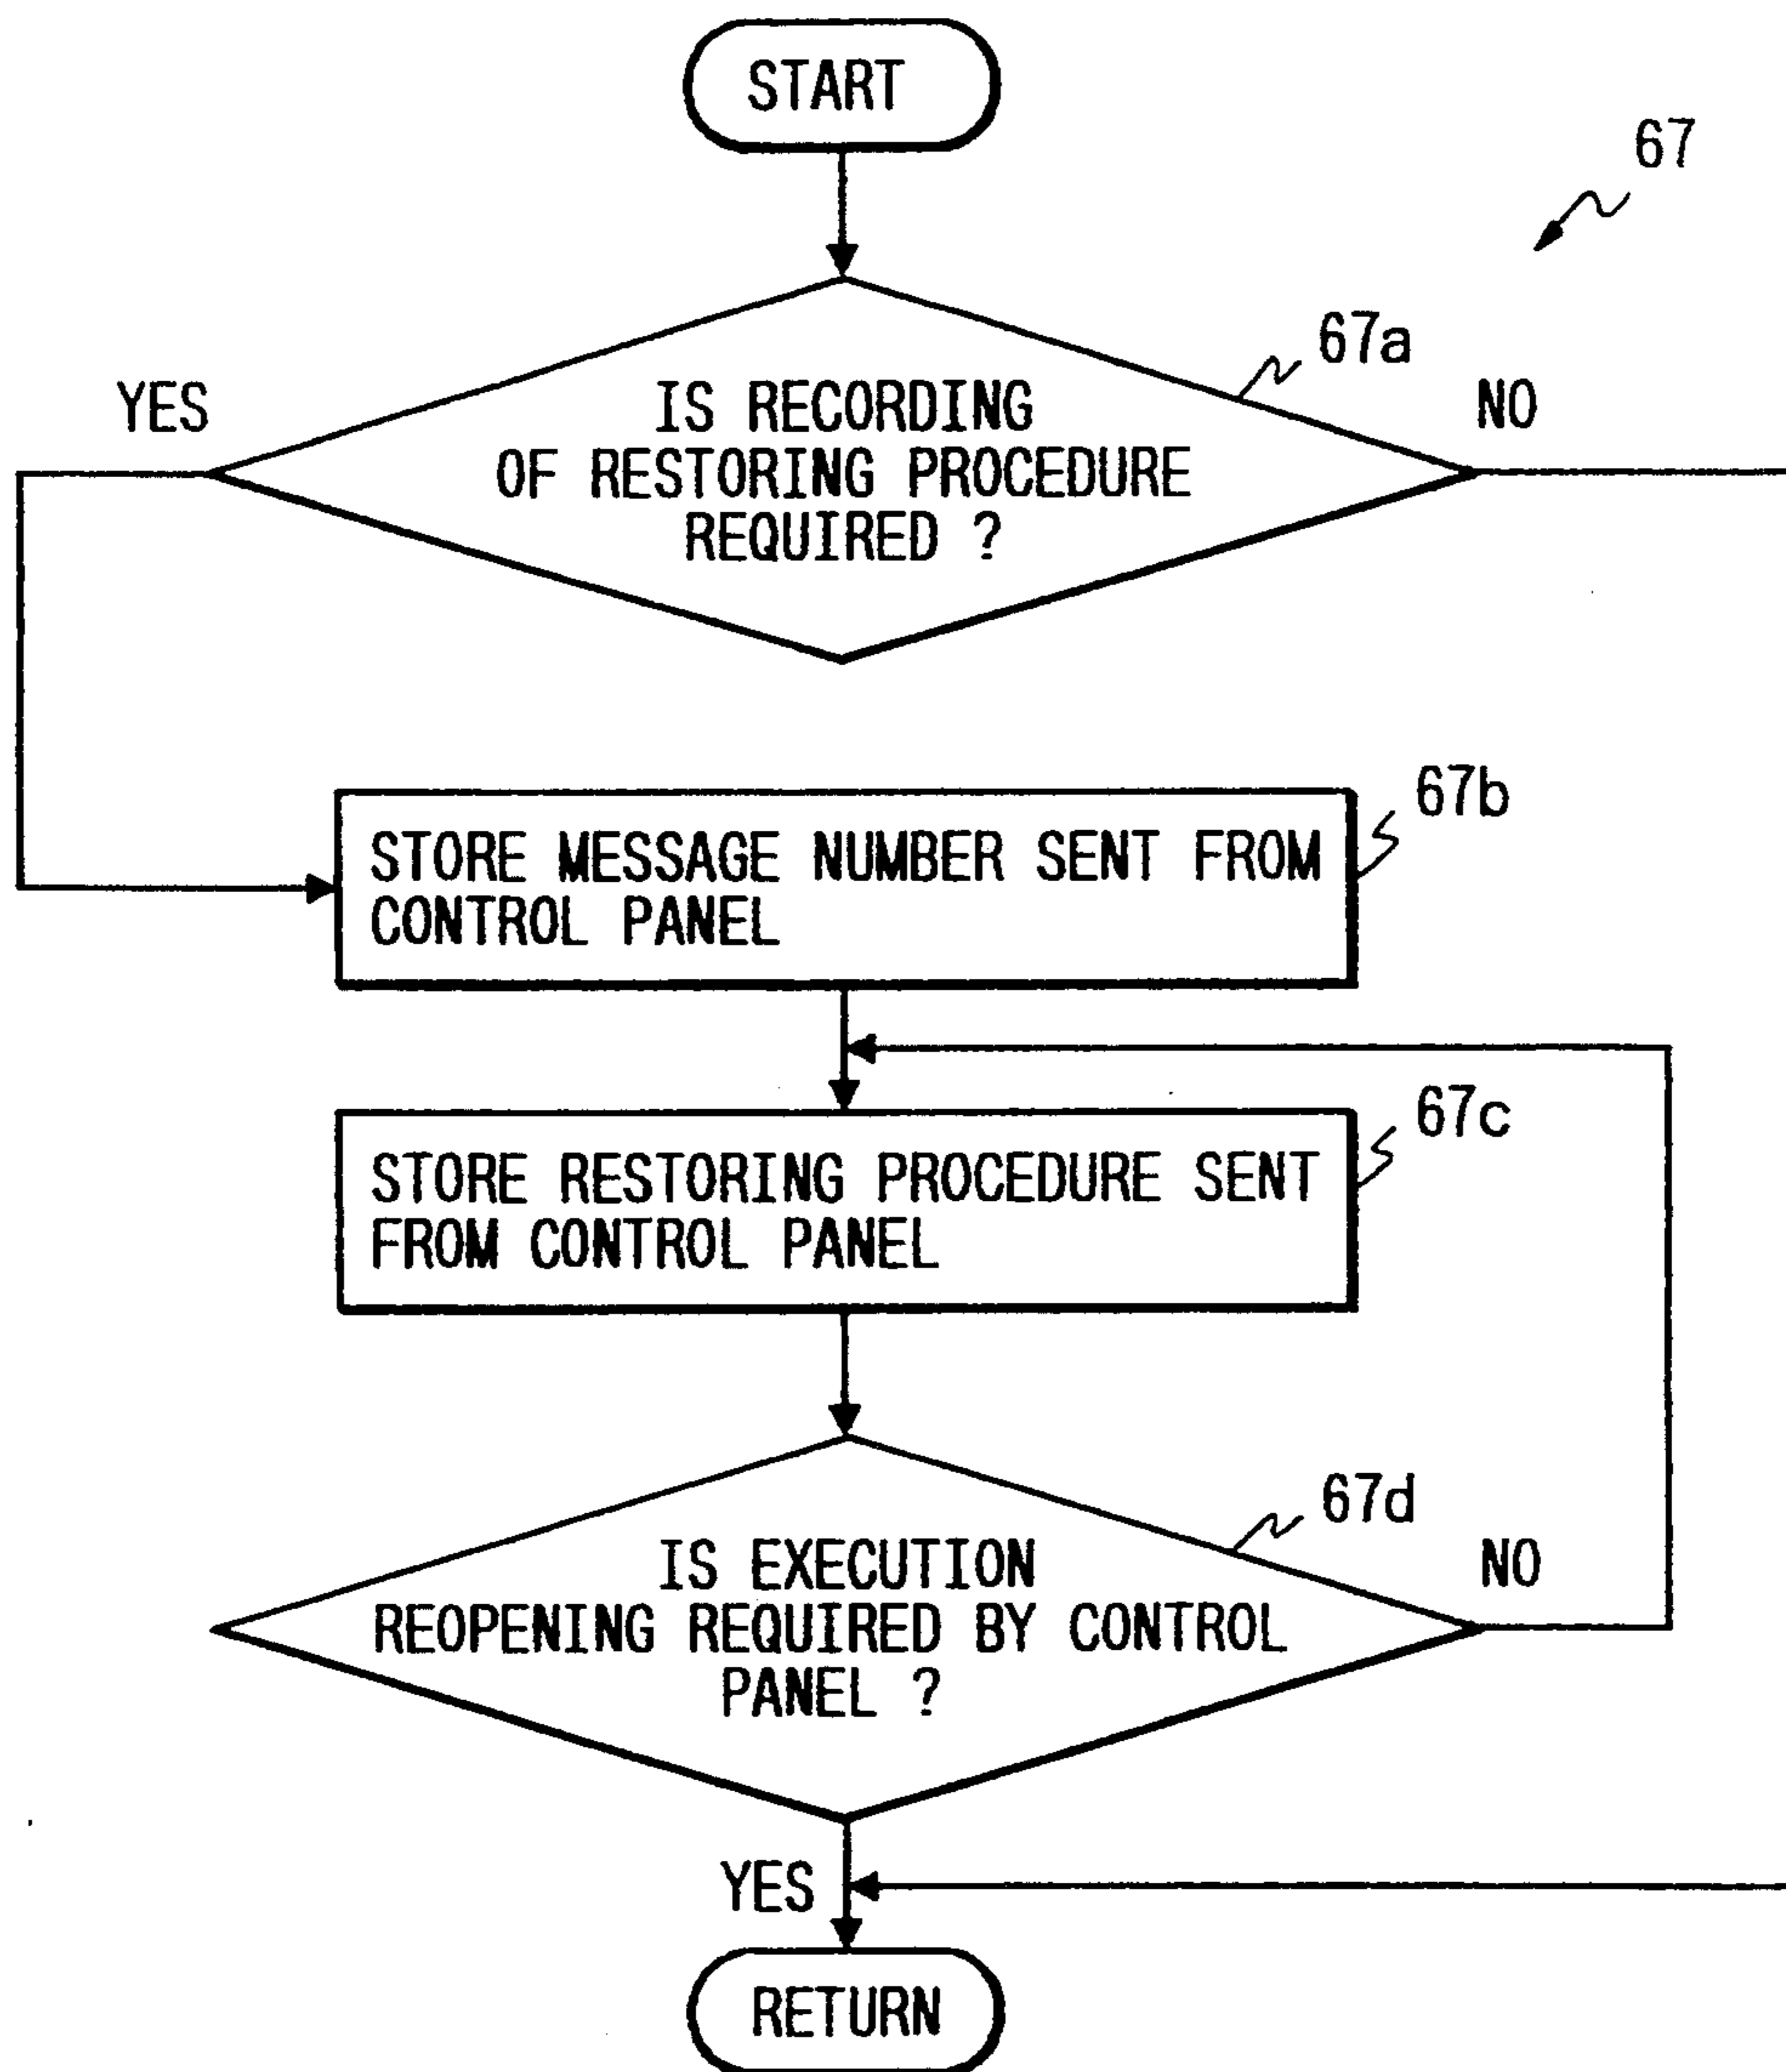 START
67
67a
YES
NO
IS RECORDING
OF RESTORING PROCEDURE
REQUIRED ?
67b
STORE MESSAGE NUMBER SENT FROM
CONTROL PANEL
67c
STORE RESTORING PROCEDURE SENT
FROM CONTROL PANEL
67d
NO
IS EXECUTION
REOPENING REQUIRED BY CONTROL
PANEL ?
YES
RETURN